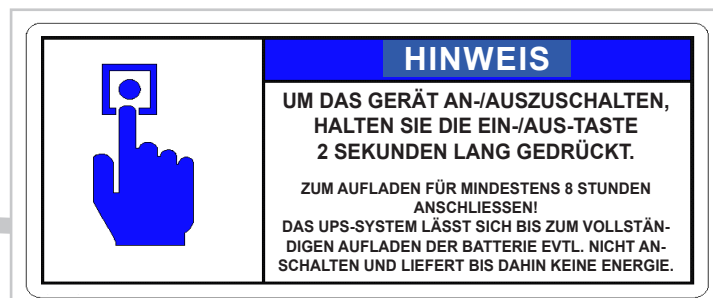 HINWEIS
UM DAS GERÄT AN-/AUSZUSCHALTEN,
HALTEN SIE DIE EIN-/AUS-TASTE
2 SEKUNDEN LANG GEDRÜCKT.
ZUM AUFLADEN FÜR MINDESTENS 8 STUNDEN
ANSCHLIESSEN!
DAS UPS-SYSTEM LÄSST SICH BIS ZUM VOLLSTÄN-
DIGEN AUFLADEN DER BATTERIE EVTL. NICHT AN-
SCHALTEN UND LIEFERT BIS DAHIN KEINE ENERGIE.